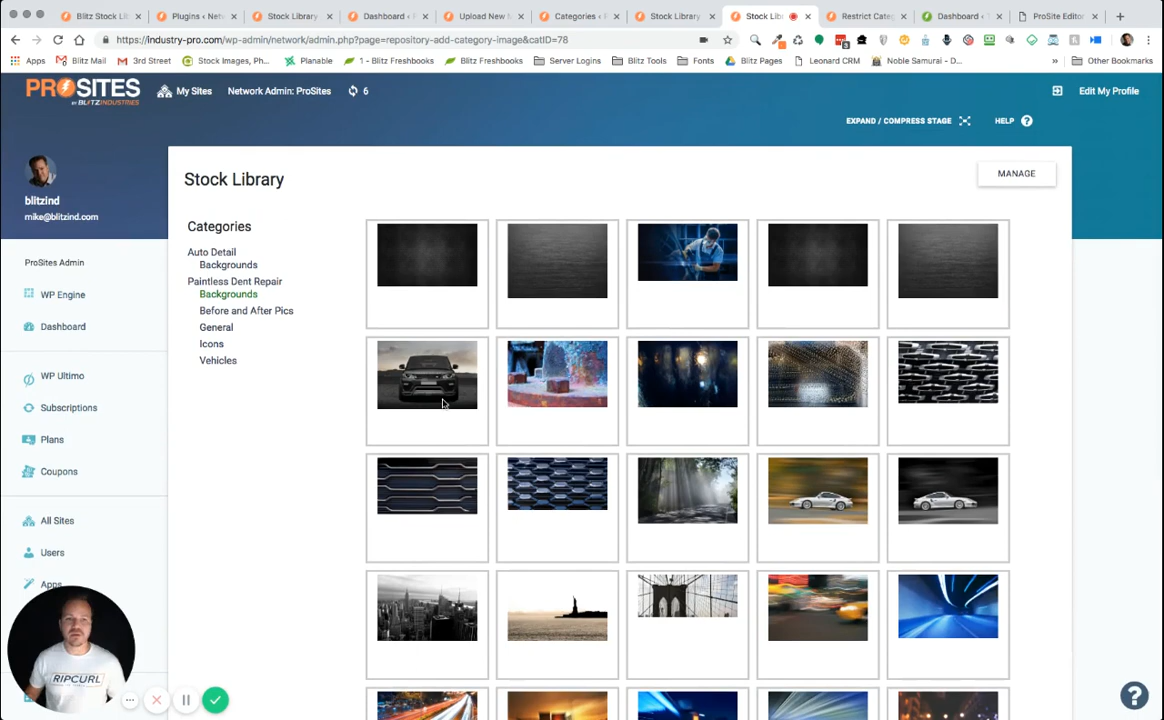 Blitz Stock Lib
Plugins ‹ Netw
Stock Library
Dashboard ‹ P
Upload New M
Categories ‹ P
Stock Library
Stock Lib
Restrict Categ
Dashboard ‹ T
ProSite Editor
https://industry-pro.com/wp-admin/network/admin.php?page=repository-add-category-image&catID=78
Apps
Blitz Mail
3rd Street
Stock Images, Ph...
Planable
1 - Blitz Freshbooks
Blitz Freshbooks
Server Logins
Blitz Tools
Fonts
Blitz Pages
Leonard CRM
Noble Samurai – D...
»
Other Bookmarks
PROSITES
BY BLITZINDUSTRIES
My Sites
Network Admin: ProSites
6
Edit My Profile
EXPAND / COMPRESS STAGE
HELP ?
blitzind
mike@blitzind.com
ProSites Admin
WP Engine
Dashboard
WP Ultimo
Subscriptions
Plans
Coupons
All Sites
Users
Apps
Stock Library
MANAGE
Categories
Auto Detail
Backgrounds
Paintless Dent Repair
Backgrounds
Before and After Pics
General
Icons
Vehicles
RIPCURL
?